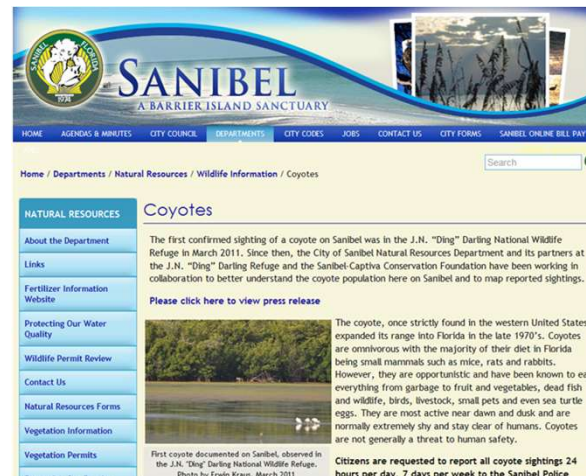 SANIBEL FLORIDA
1974
SANIBEL
A BARRIER ISLAND SANCTUARY
HOME AGENDAS & MINUTES CITY COUNCIL DEPARTMENTS CITY CODES JOBS CONTACT US CITY FORMS SANIBEL ONLINE BILL PAY
Search
Home / Departments / Natural Resources / Wildlife Information / Coyotes
NATURAL RESOURCES
About the Department
Links
Fertilizer Information
Website
Protecting Our Water
Quality
Wildlife Permit Review
Contact Us
Natural Resources Forms
Vegetation Information
Vegetation Permits
Coyotes
The first confirmed sighting of a coyote on Sanibel was in the J.N. “Ding” Darling National Wildlife
Refuge in March 2011. Since then, the City of Sanibel Natural Resources Department and its partners at
the J.N. “Ding” Darling Refuge and the Sanibel-Captiva Conservation Foundation have been working in
collaboration to better understand the coyote population here on Sanibel and to map reported sightings.
Please click here to view press release
The coyote, once strictly found in the western United States
expanded its range into Florida in the late 1970's. Coyotes
are omnivorous with the majority of their diet in Florida
being small mammals such as mice, rats and rabbits.
However, they are opportunistic and have been known to ea
everything from garbage to fruit and vegetables, dead fish
and wildlife, birds, livestock, small pets and even sea turtle
eggs. They are most active near dawn and dusk and are
normally extremely shy and stay clear of humans. Coyotes
are not generally a threat to human safety.
First coyote documented on Sanibel, observed in
the J.N. "Ding" Darling National Wildlife Refuge.
Photo by Erwin Kraus, March 2011
Citizens are requested to report all coyote sightings 24
hours per day, 7 days per week to the Sanibel Police